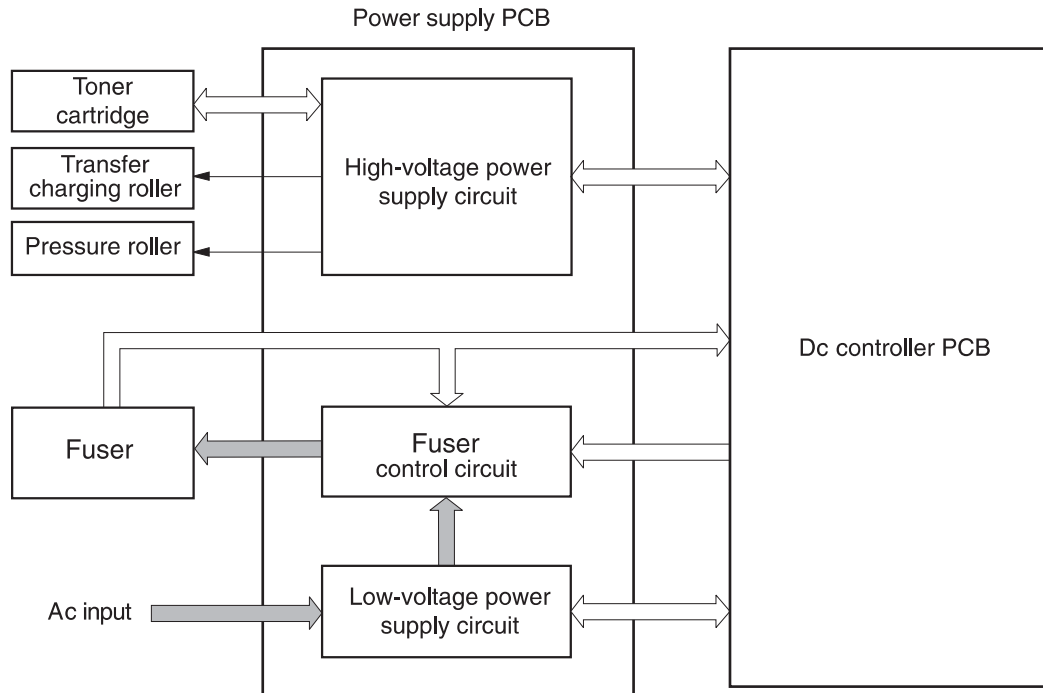 Power supply PCB
Toner
cartridge
Transfer
charging roller
Pressure roller
High-voltage power
supply circuit
Dc controller PCB
Fuser
Fuser
control circuit
Ac input
Low-voltage power
supply circuit